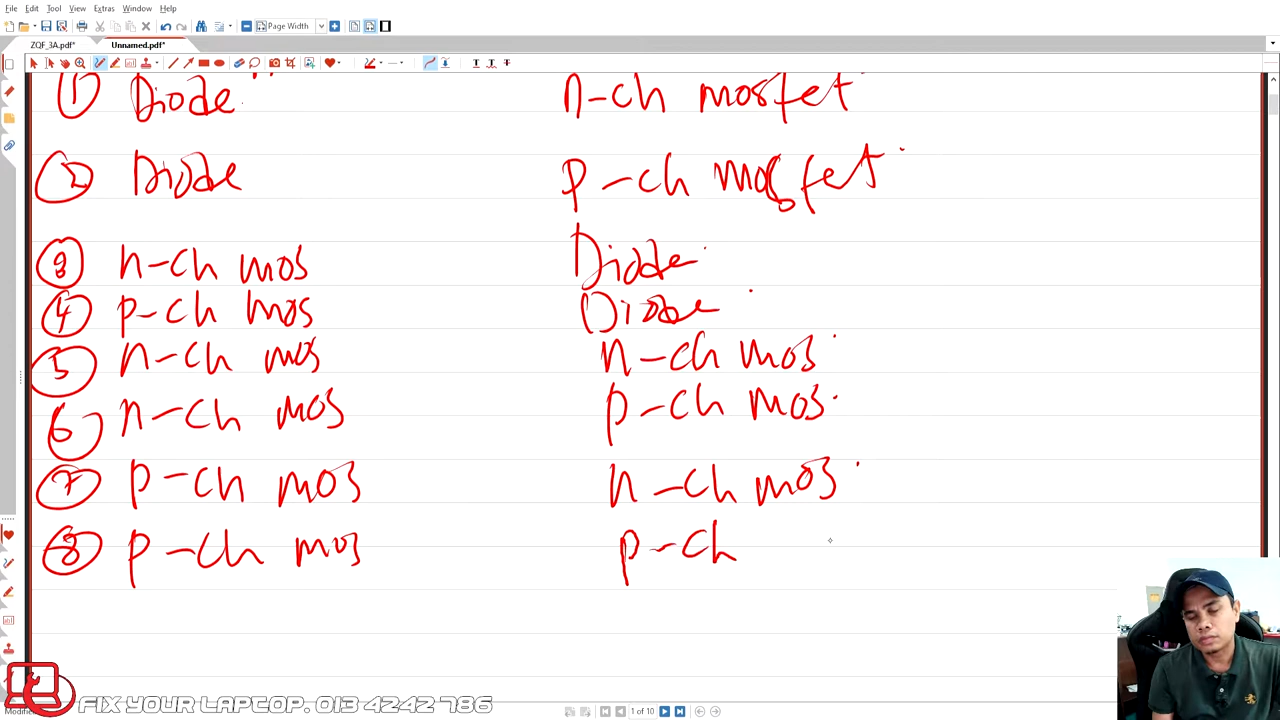 File Edit Tool View Extras Window Help
Page Width
ZQF_3A.pdf* Unnamed.pdf*
1 Diode n-ch mosfet
2 Diode p-ch mosfet
3 n-ch mos Diode
4 p-ch mos Diode
5 n-ch mos n-ch mos
6 n-ch mos p-ch mos
7 p-ch mos n-ch mos
8 p-ch mos p-ch
FIX YOUR LAPTOP. 013 4242 786
1 of 10